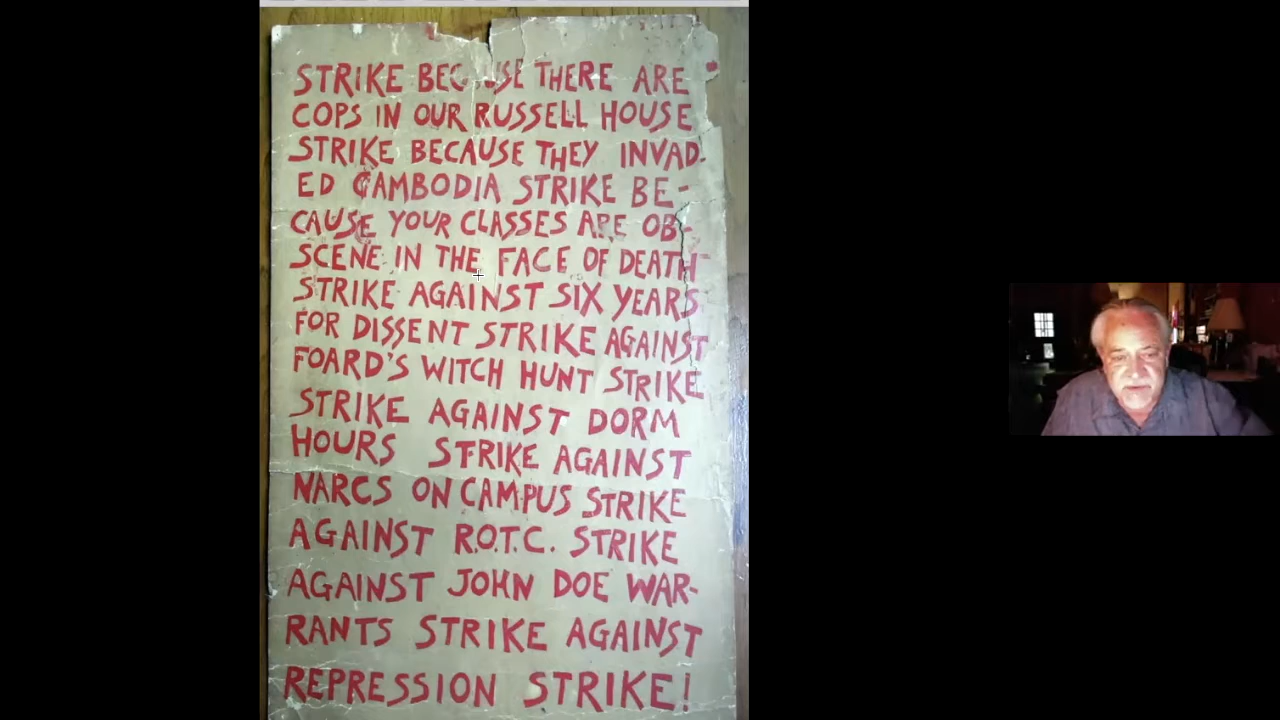 STRIKE BECAUSE THERE ARE
COPS IN OUR RUSSELL HOUSE
STRIKE BECAUSE THEY INVAD-
ED CAMBODIA STRIKE BE-
CAUSE YOUR CLASSES ARE OB-
SCENE IN THE FACE OF DEATH
STRIKE AGAINST SIX YEARS
FOR DISSENT STRIKE AGAINST
FOARD'S WITCH HUNT STRIKE
STRIKE AGAINST DORM
HOURS STRIKE AGAINST
NARCS ON CAMPUS STRIKE
AGAINST R.O.T.C. STRIKE
AGAINST JOHN DOE WAR-
RANTS STRIKE AGAINST
REPRESSION STRIKE!